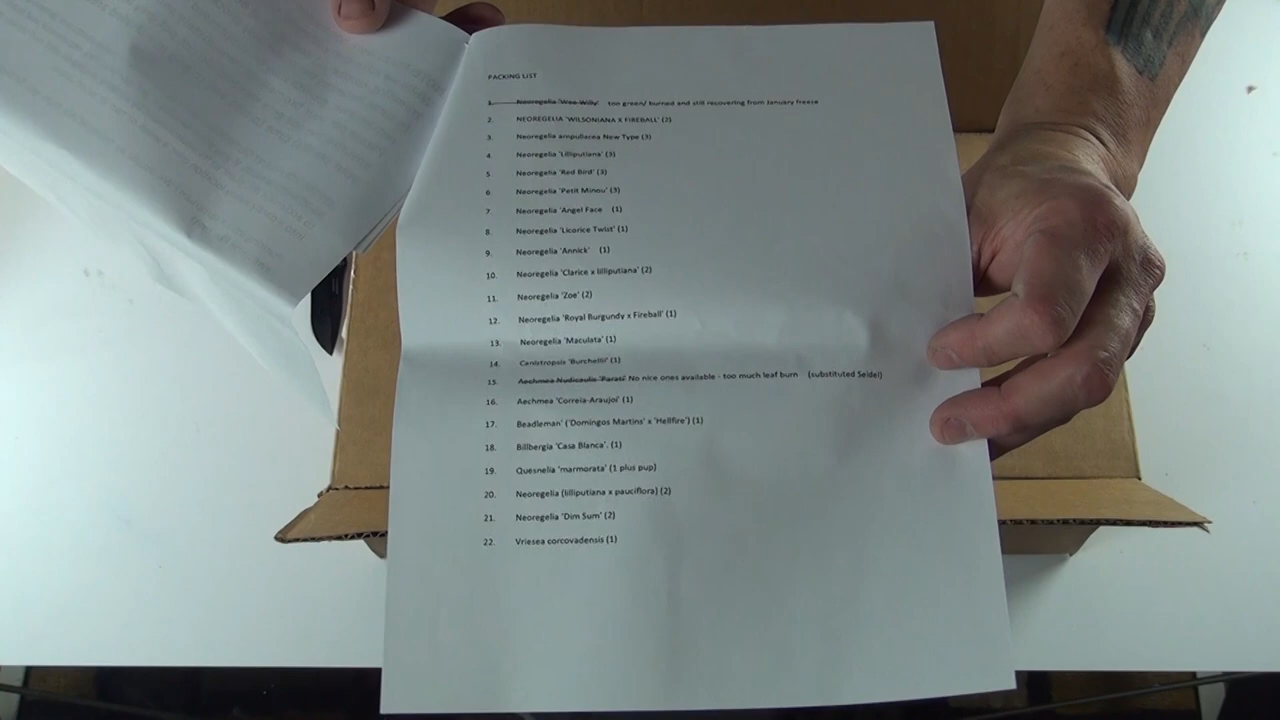 PACKING LIST
1. Neoregelia 'Wee Willy' too green/ burned and still recovering from January freeze
2. NEOREGELIA 'WILSONIANA X FIREBALL' (2)
3. Neoregelia ampullacea New Type (3)
4. Neoregelia 'Lilliputiana' (3)
5. Neoregelia 'Red Bird' (3)
6. Neoregelia 'Petit Minou' (3)
7. Neoregelia 'Angel Face (1)
8. Neoregelia 'Licorice Twist' (1)
9. Neoregelia 'Annick' (1)
10. Neoregelia 'Clarice x lilliputiana' (2)
11. Neoregelia 'Zoe' (2)
12. Neoregelia 'Royal Burgundy x Fireball' (1)
13. Neoregelia 'Maculata' (1)
14. Canistropsis 'Burchellii' (1)
15. Aechmea Nudicaulis 'Parati' No nice ones available - too much leaf burn (substituted Seidel)
16. Aechmea 'Correia-Araujoi' (1)
17. Beadleman' ('Domingos Martins' x 'Hellfire') (1)
18. Billbergia 'Casa Blanca'. (1)
19. Quesnelia 'marmorata' (1 plus pup)
20. Neoregelia (lilliputiana x pauciflora) (2)
21. Neoregelia 'Dim Sum' (2)
22. Vriesea corcovadensis (1)